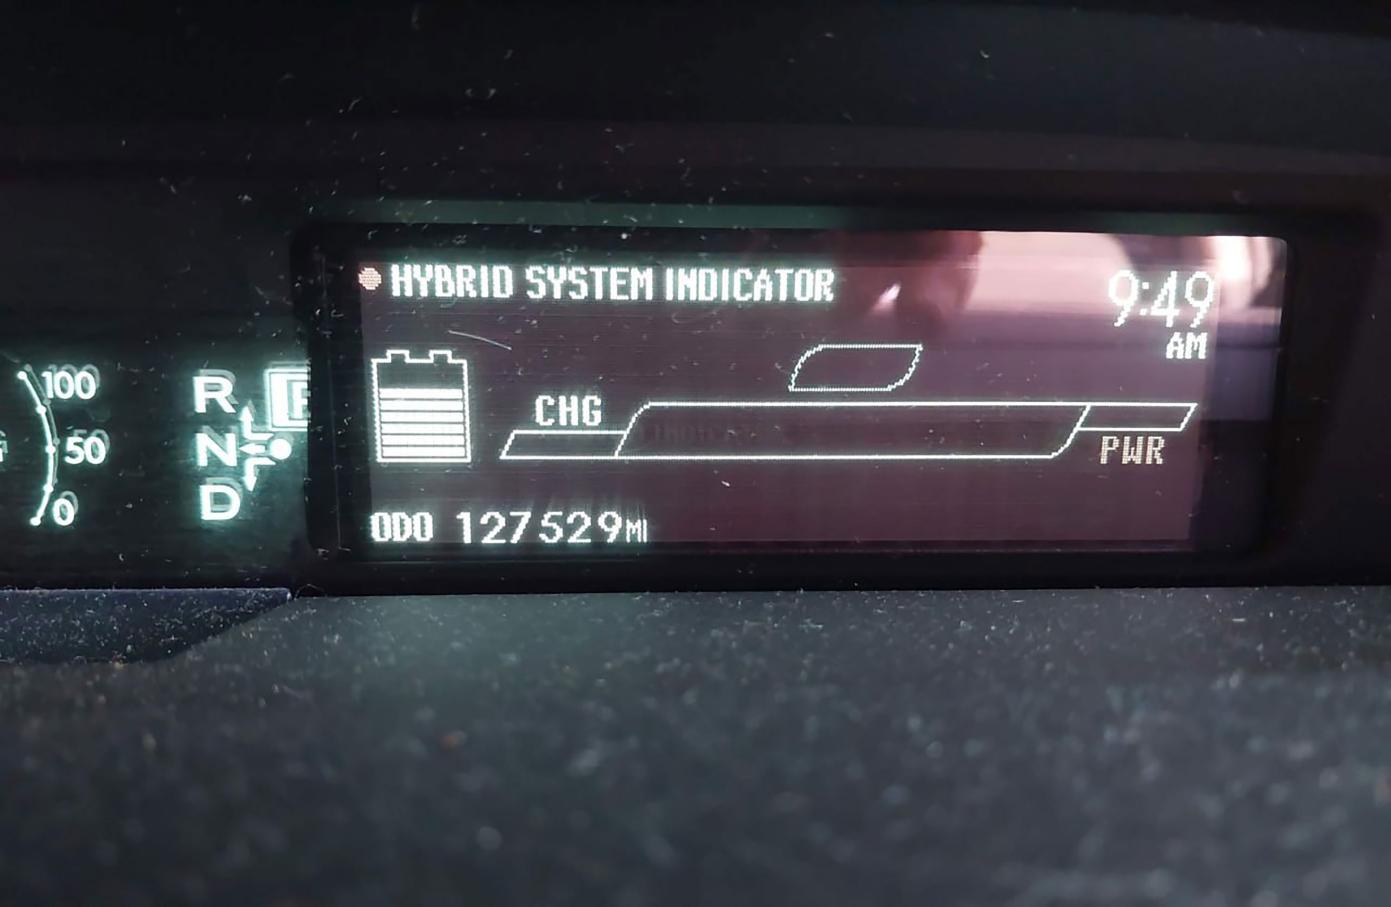 HYBRID SYSTEM INDICATOR
9:49
AM
100
50
0
R
N
D
CHG
PWR
ODO 127529MI